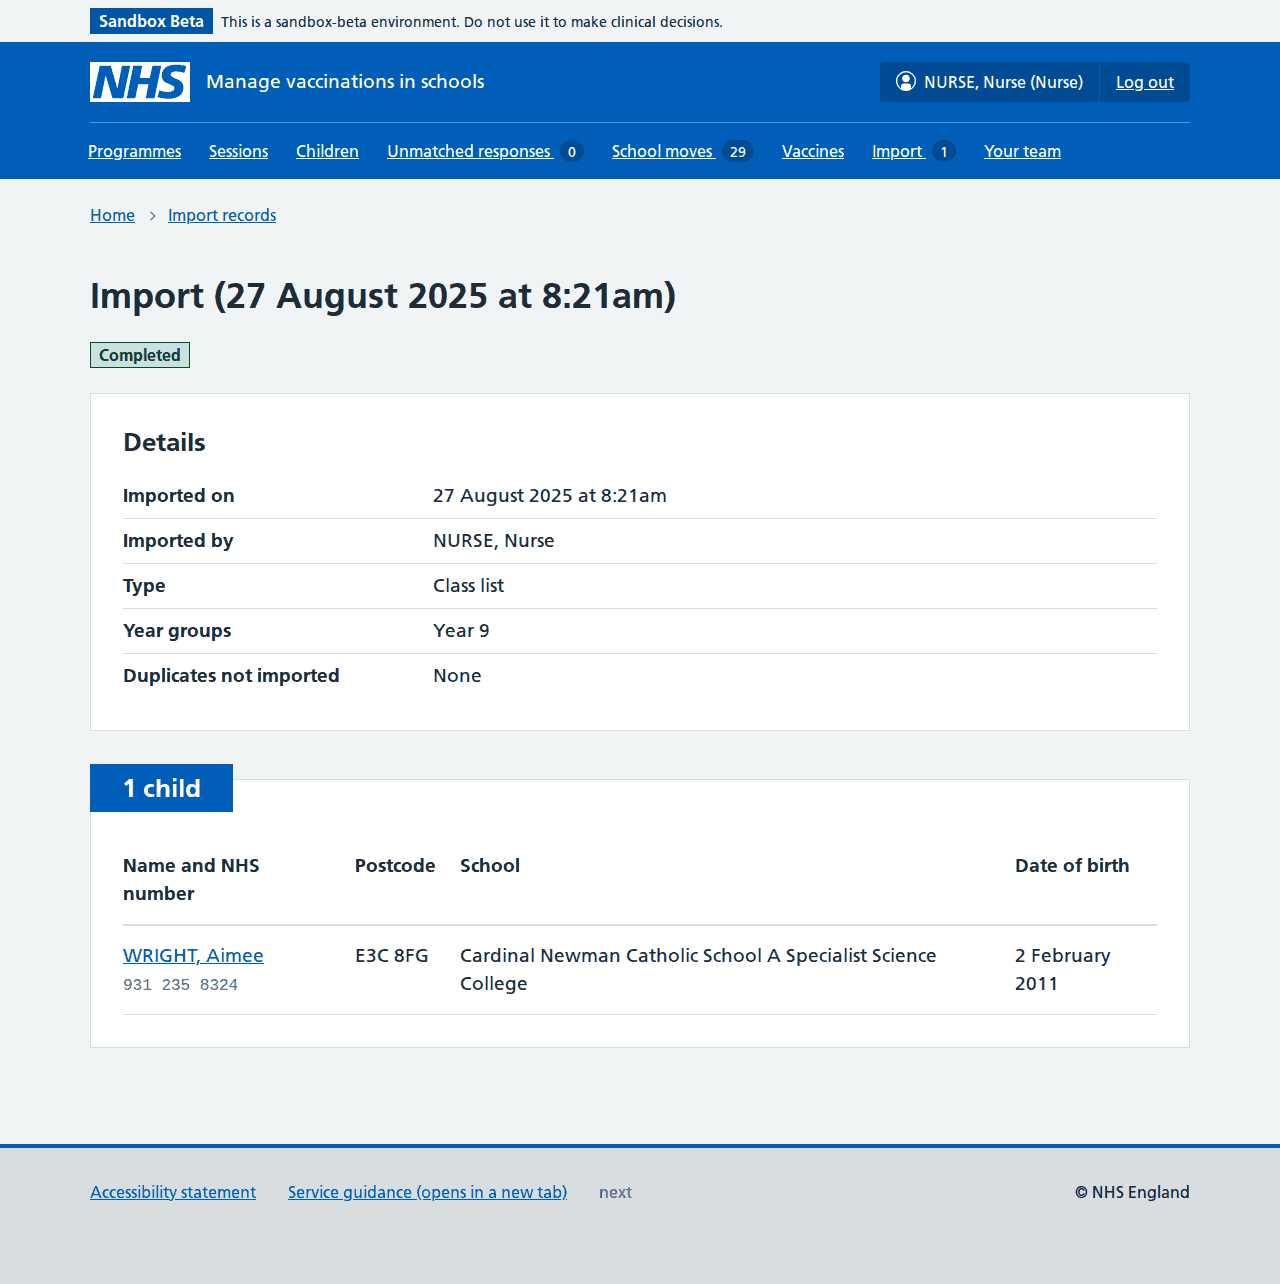 Sandbox Beta This is a sandbox-beta environment. Do not use it to make clinical decisions.
NHS Manage vaccinations in schools NURSE, Nurse (Nurse) Log out
Programmes Sessions Children Unmatched responses 0 School moves 29 Vaccines Import 1 Your team
Home Import records
Import (27 August 2025 at 8:21am)
Completed
Details
Imported on 27 August 2025 at 8:21am
Imported by NURSE, Nurse
Type Class list
Year groups Year 9
Duplicates not imported None
1 child
Name and NHS number Postcode School Date of birth
WRIGHT, Aimee E3C 8FG Cardinal Newman Catholic School A Specialist Science College 2 February 2011
931 235 8324
Accessibility statement Service guidance (opens in a new tab) next © NHS England